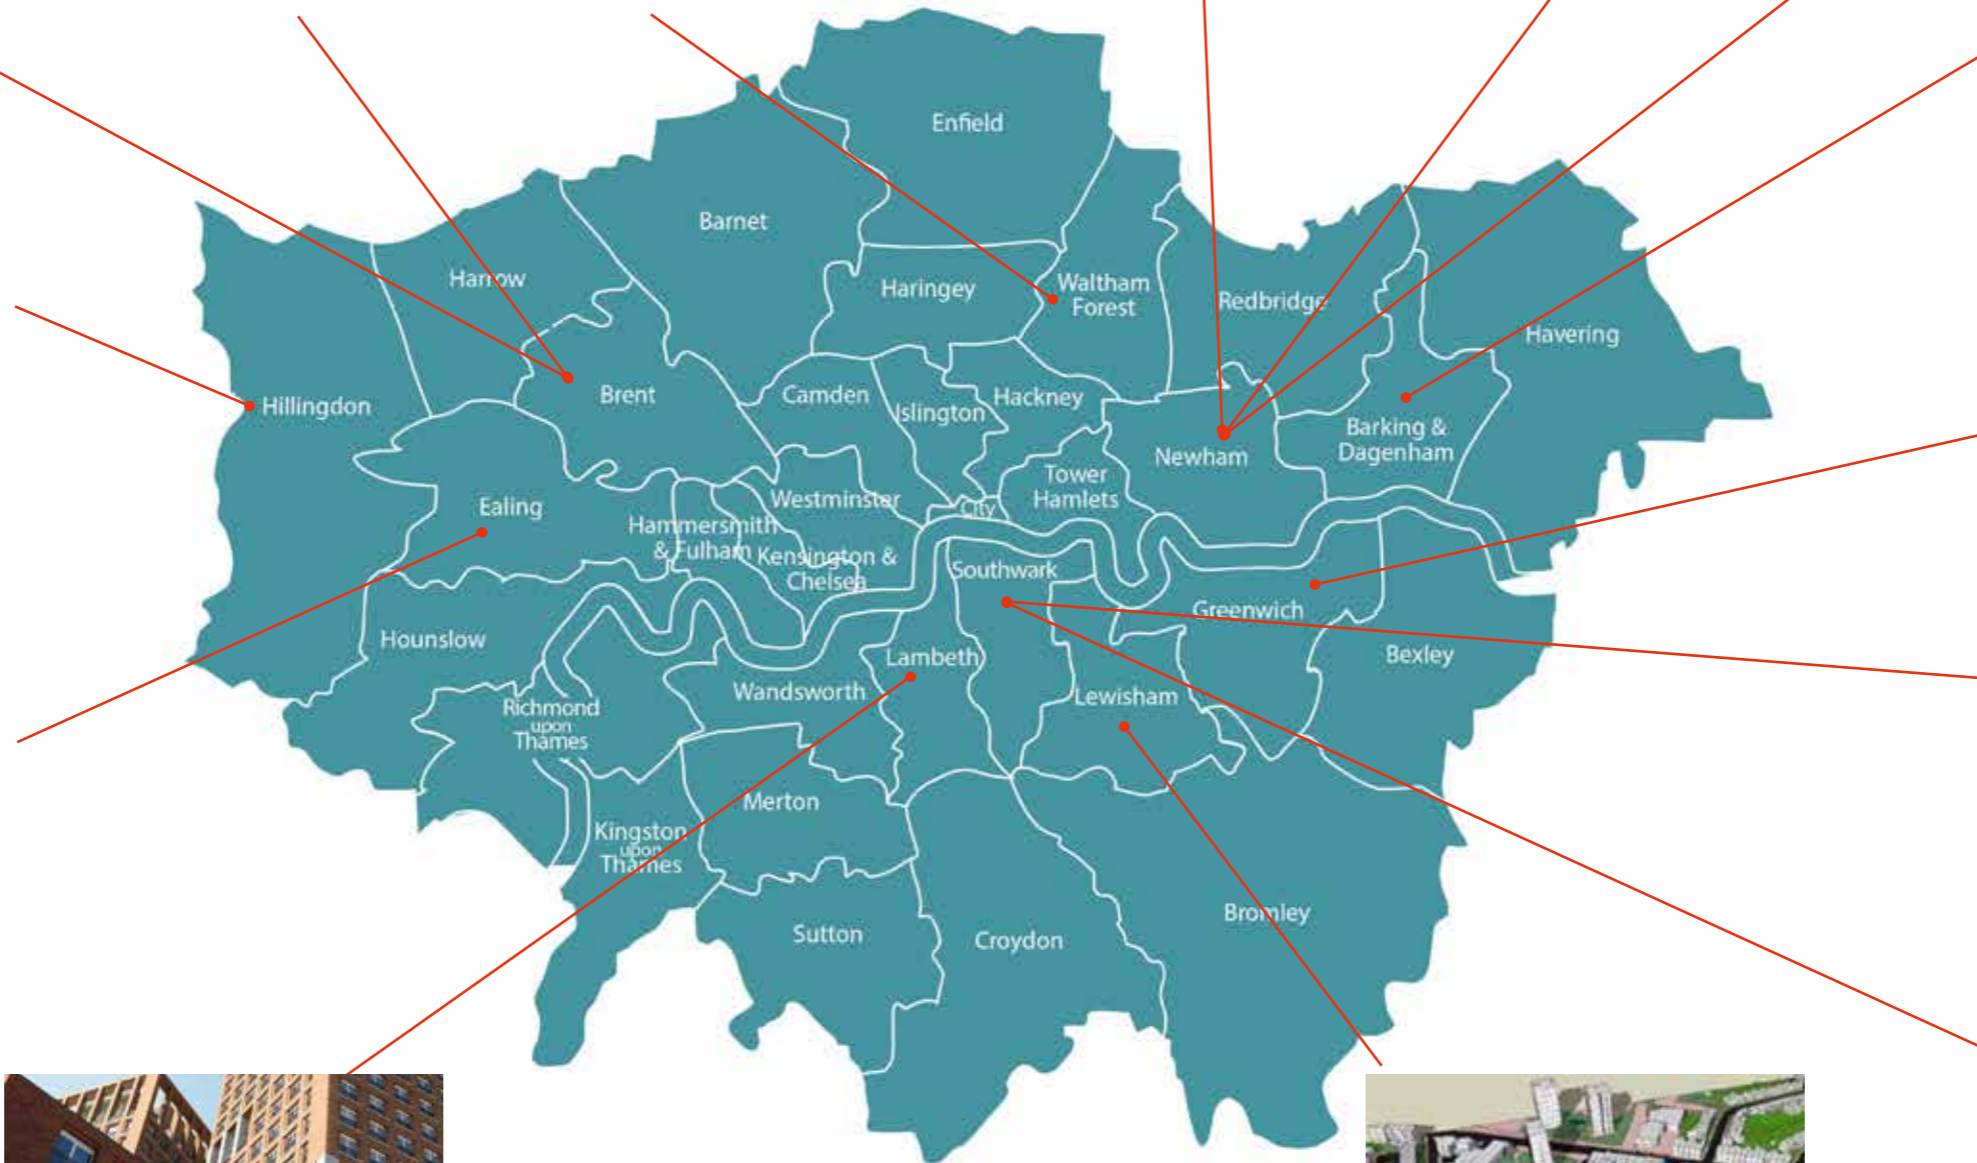 Enfield
Barnet
Harrow
Haringey
Waltham
Forest
Redbridge
Havering
Hillingdon
Brent
Camden
Islington
Hackney
Barking &
Dagenham
Newham
Tower
Hamlets
Ealing
Westminster
City
Hammersmith
& Fulham
Kensington &
Chelsea
Southwark
Greenwich
Hounslow
Lambeth
Bexley
Wandsworth
Lewisham
Richmond
upon
Thames
Merton
Kingston
upon
Thames
Sutton
Croydon
Bromley